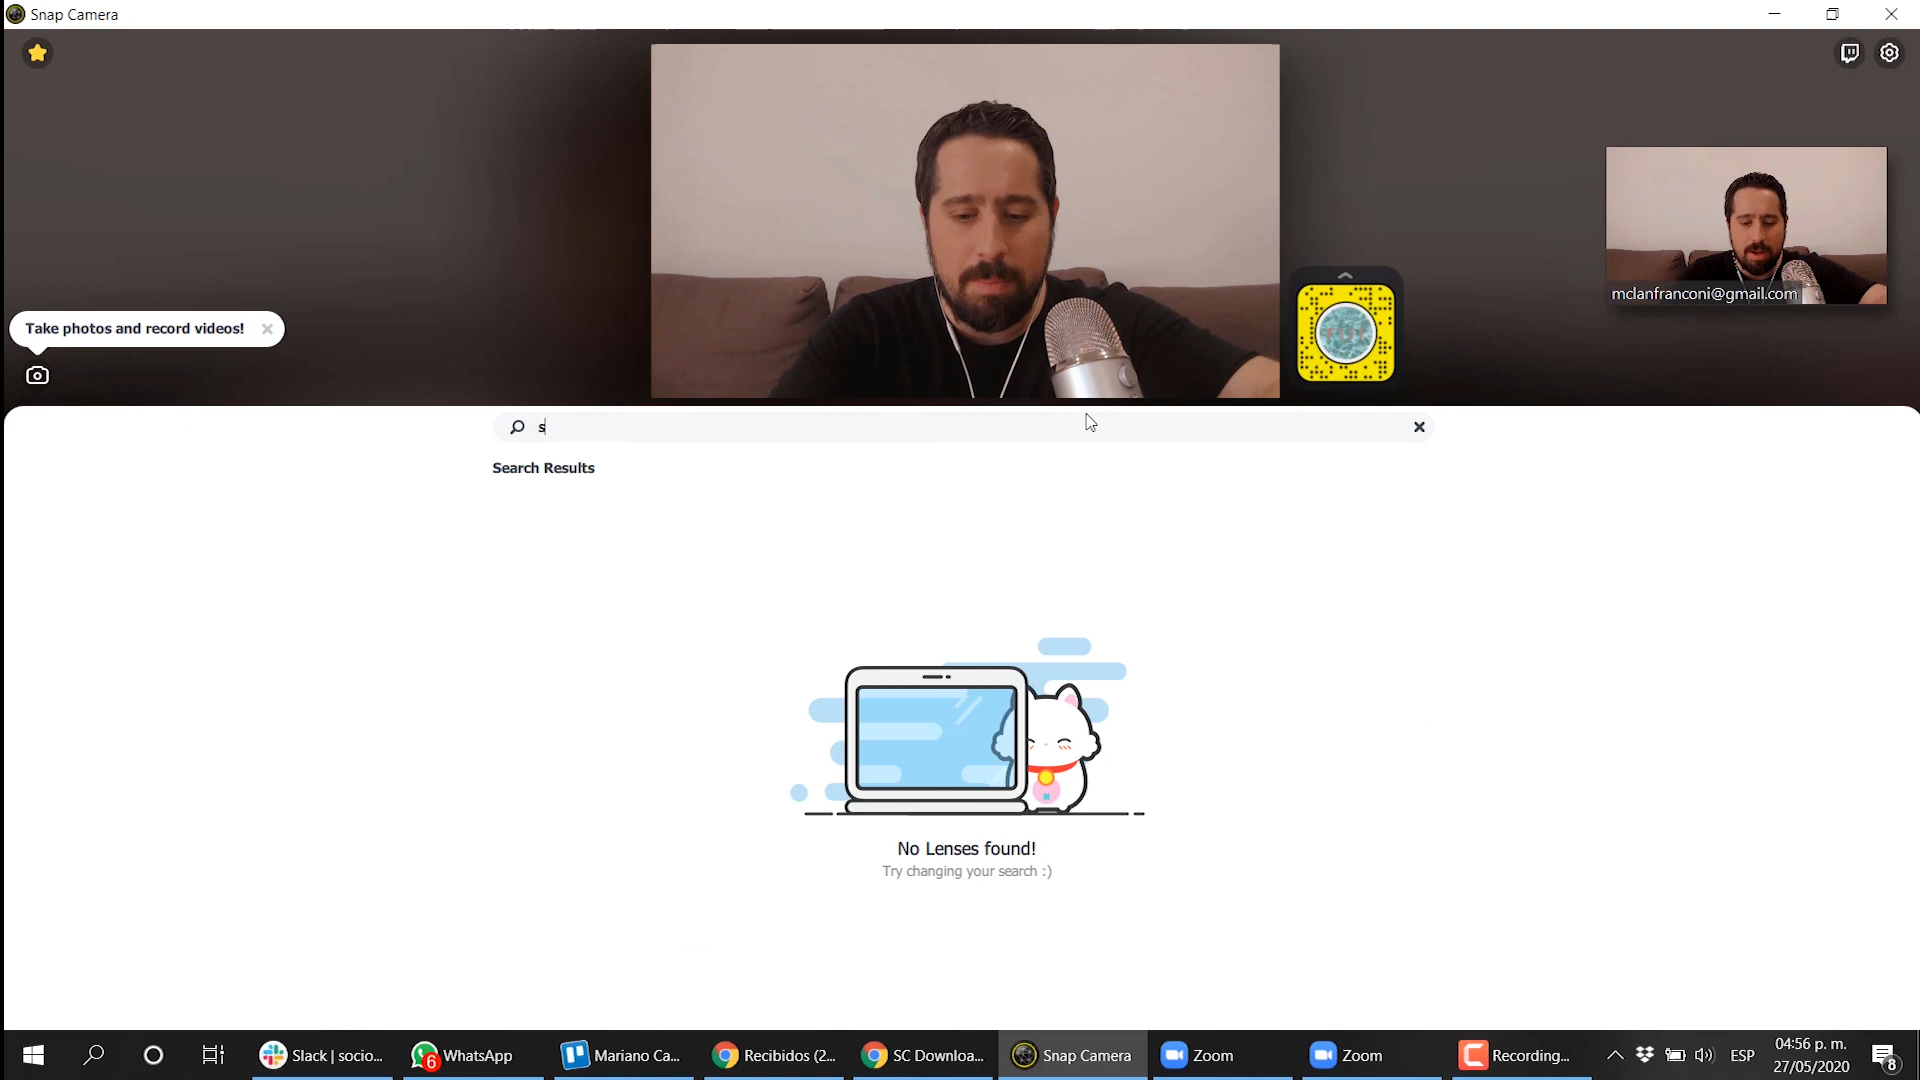 Snap Camera
mclanfranconi@gmail.com
Take photos and record videos!
s
Search Results
No Lenses found!
Try changing your search :)
Slack | socio...
6
WhatsApp
Mariano Ca...
Recibidos (2...
SC Downloa...
Snap Camera
Zoom
Zoom
Recording...
ESP
04:56 p. m.
27/05/2020
8